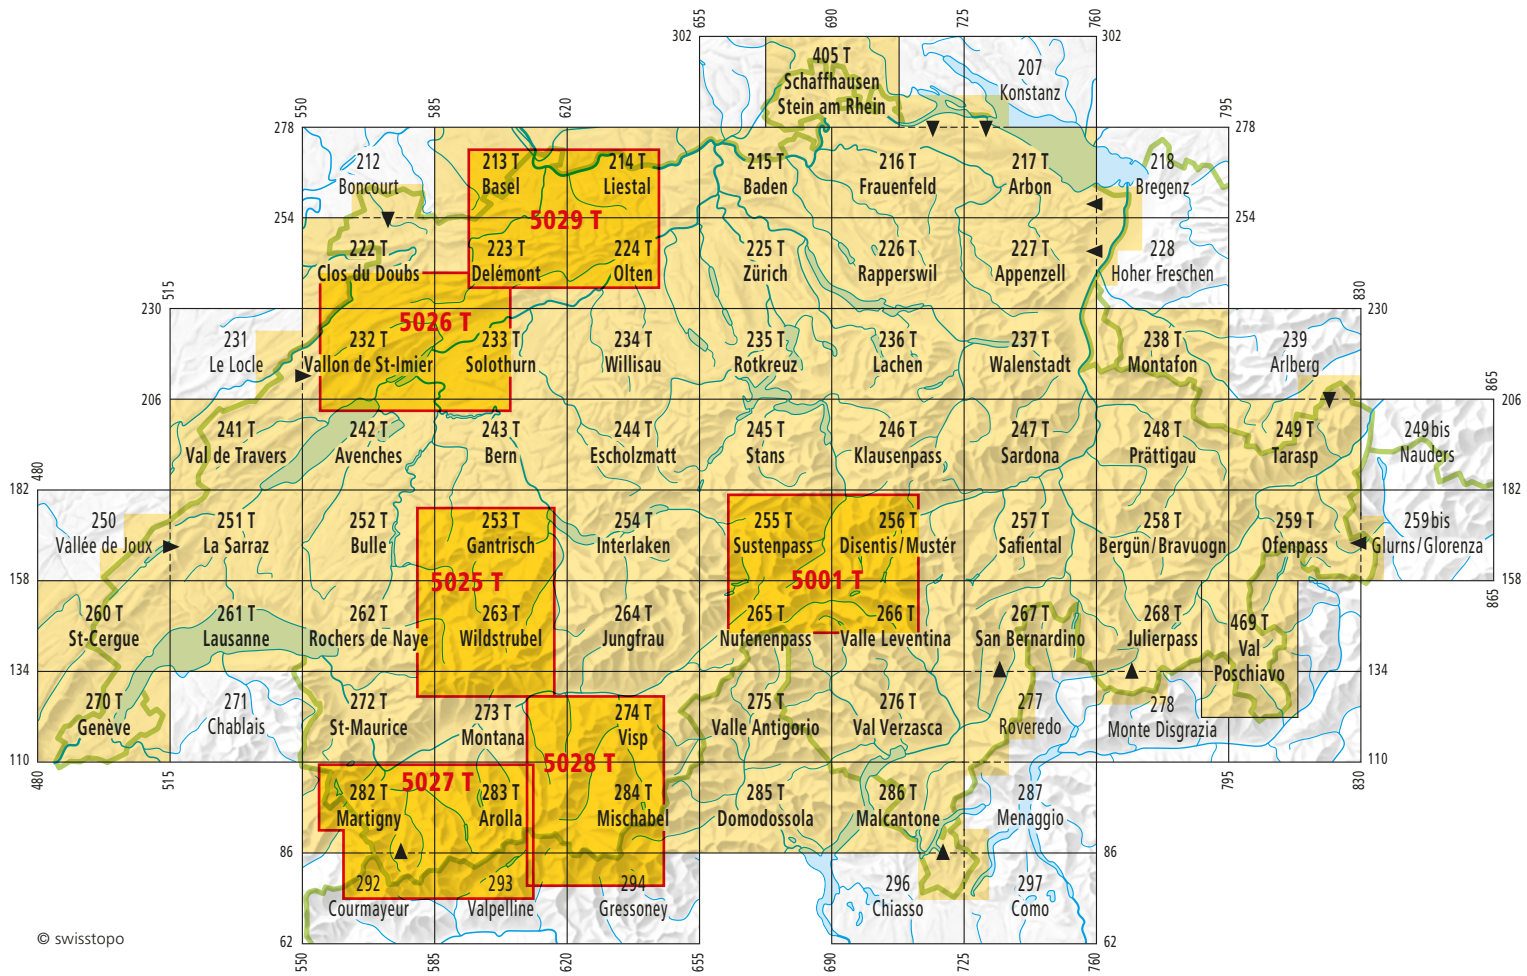 655
690
725
760
302
302
405 T
Schaffhausen
Stein am Rhein
207
Konstanz
550
585
620
795
278
278
212
Boncourt
213 T
Basel
214 T
Liestal
215 T
Baden
216 T
Frauenfeld
217 T
Arbon
218
Bregenz
254
5029 T
254
222 T
Clos du Doubs
223 T
Delémont
224 T
Olten
225 T
Zürich
226 T
Rapperswil
227 T
Appenzell
228
Hoher Freschen
515
830
230
230
5026 T
231
Le Locle
232 T
Vallon de St-Imier
233 T
Solothurn
234 T
Willisau
235 T
Rotkreuz
236 T
Lachen
237 T
Walenstadt
238 T
Montafon
239
Arlberg
865
206
206
241 T
Val de Travers
242 T
Avenches
243 T
Bern
244 T
Escholzmatt
245 T
Stans
246 T
Klausenpass
247 T
Sardona
248 T
Prättigau
249 T
Tarasp
249bis
Nauders
480
182
182
250
Vallée de Joux
251 T
La Sarraz
252 T
Bulle
253 T
Gantrisch
254 T
Interlaken
255 T
Sustenpass
256 T
Disentis/Mustér
257 T
Safiental
258 T
Bergün/Bravuogn
259 T
Ofenpass
259bis
Glurns/Glorenza
158
5025 T
5001 T
158
865
260 T
St-Cergue
261 T
Lausanne
262 T
Rochers de Naye
263 T
Wildstrubel
264 T
Jungfrau
265 T
Nufenenpass
266 T
Valle Leventina
267 T
San Bernardino
268 T
Julierpass
469 T
Val
Poschiavo
134
134
270 T
Genève
271
Chablais
272 T
St-Maurice
273 T
Montana
274 T
Visp
275 T
Valle Antigorio
276 T
Val Verzasca
277
Roveredo
278
Monte Disgrazia
110
110
480
515
5027 T
5028 T
795
830
282 T
Martigny
283 T
Arolla
284 T
Mischabel
285 T
Domodossola
286 T
Malcantone
287
Menaggio
86
86
292
Courmayeur
293
Valpelline
294
Gressoney
296
Chiasso
297
Como
© swisstopo
62
62
550
585
620
655
690
725
760